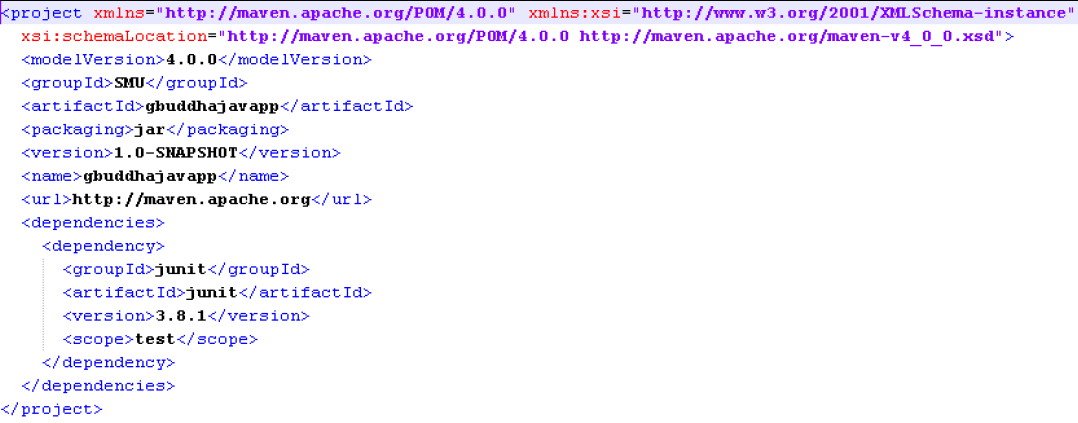 <project xmlns="http://maven.apache.org/POM/4.0.0" xmlns:xsi="http://www.w3.org/2001/XMLSchema-instance"
xsi:schemaLocation="http://maven.apache.org/POM/4.0.0 http://maven.apache.org/maven-v4_0_0.xsd">
<modelVersion>4.0.0</modelVersion>
<groupId>SMU</groupId>
<artifactId>gbuddhajavapp</artifactId>
<packaging>jar</packaging>
<version>1.0-SNAPSHOT</version>
<name>gbuddhajavapp</name>
<url>http://maven.apache.org</url>
<dependencies>
<dependency>
<groupId>junit</groupId>
<artifactId>junit</artifactId>
<version>3.8.1</version>
<scope>test</scope>
</dependency>
</dependencies>
</project>